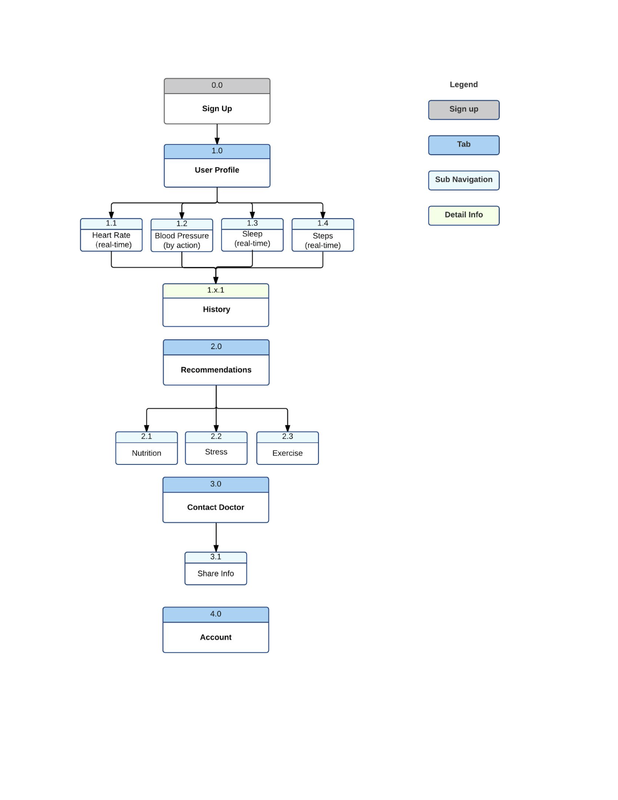 0.0
Sign Up
1.0
User Profile
1.1
Heart Rate
(real-time)
1.2
Blood Pressure
(by action)
1.3
Sleep
(real-time)
1.4
Steps
(real-time)
1.x.1
History
2.0
Recommendations
2.1
Nutrition
2.2
Stress
2.3
Exercise
3.0
Contact Doctor
3.1
Share Info
4.0
Account
Legend
Sign up
Tab
Sub Navigation
Detail Info